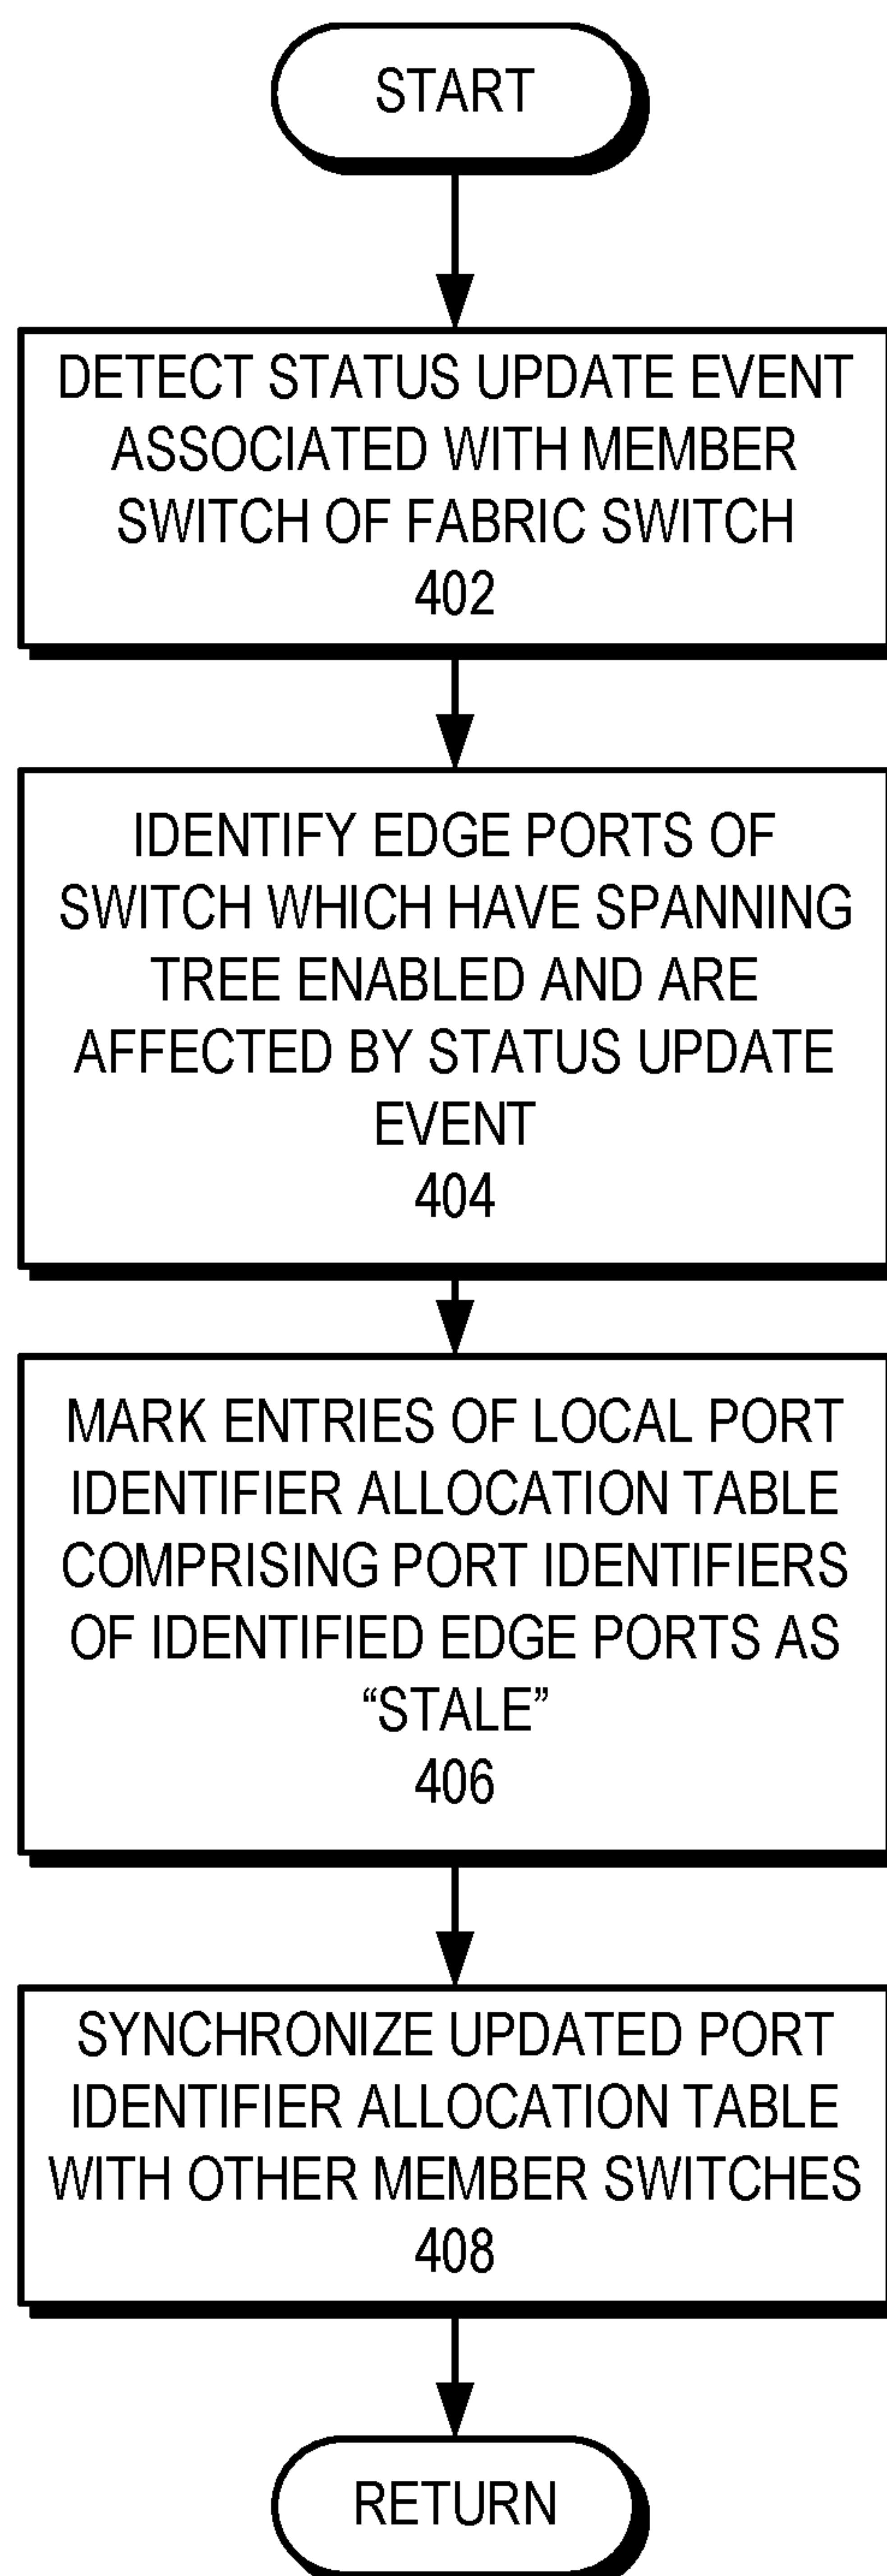 START
DETECT STATUS UPDATE EVENT
ASSOCIATED WITH MEMBER
SWITCH OF FABRIC SWITCH
402
IDENTIFY EDGE PORTS OF
SWITCH WHICH HAVE SPANNING
TREE ENABLED AND ARE
AFFECTED BY STATUS UPDATE
EVENT
404
MARK ENTRIES OF LOCAL PORT
IDENTIFIER ALLOCATION TABLE
COMPRISING PORT IDENTIFIERS
OF IDENTIFIED EDGE PORTS AS
“STALE”
406
SYNCHRONIZE UPDATED PORT
IDENTIFIER ALLOCATION TABLE
WITH OTHER MEMBER SWITCHES
408
RETURN